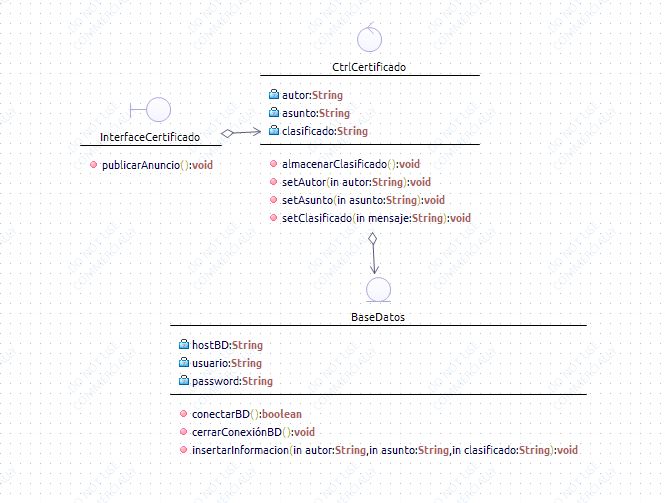 CtrlCertificado
autor:String
asunto:String
clasificado:String
InterfaceCertificado
publicarAnuncio():void
almacenarClasificado():void
setAutor(in autor:String):void
setAsunto(in asunto:String):void
setClasificado(in mensaje:String):void
BaseDatos
hostBD:String
usuario:String
password:String
conectarBD():boolean
cerrarConexiónBD():void
insertarInformacion(in autor:String,in asunto:String,in clasificado:String):void